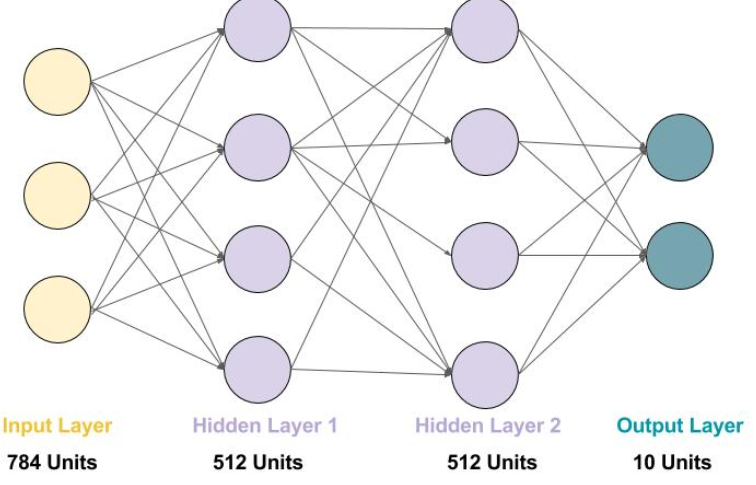 Input Layer
784 Units
Hidden Layer 1
512 Units
Hidden Layer 2
512 Units
Output Layer
10 Units